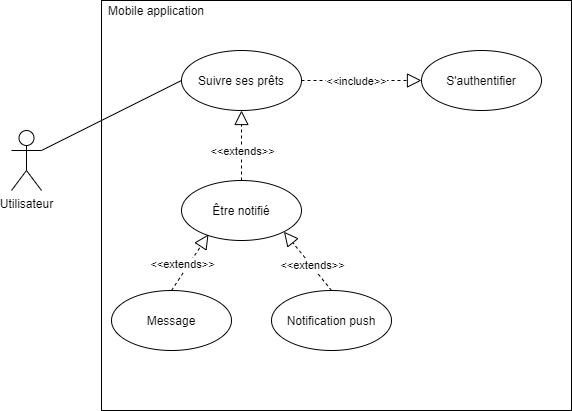 Mobile application
Suivre ses prêts
<<include>>
S'authentifier
<<extends>>
Utilisateur
Être notifié
<<extends>>
<<extends>>
Message
Notification push